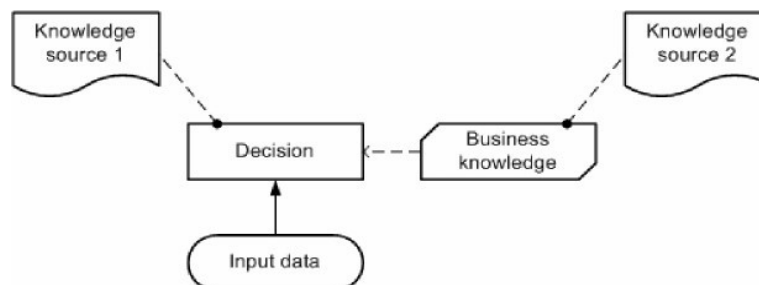 Knowledge
source 1
Knowledge
source 2
Decision
Business
knowledge
Input data